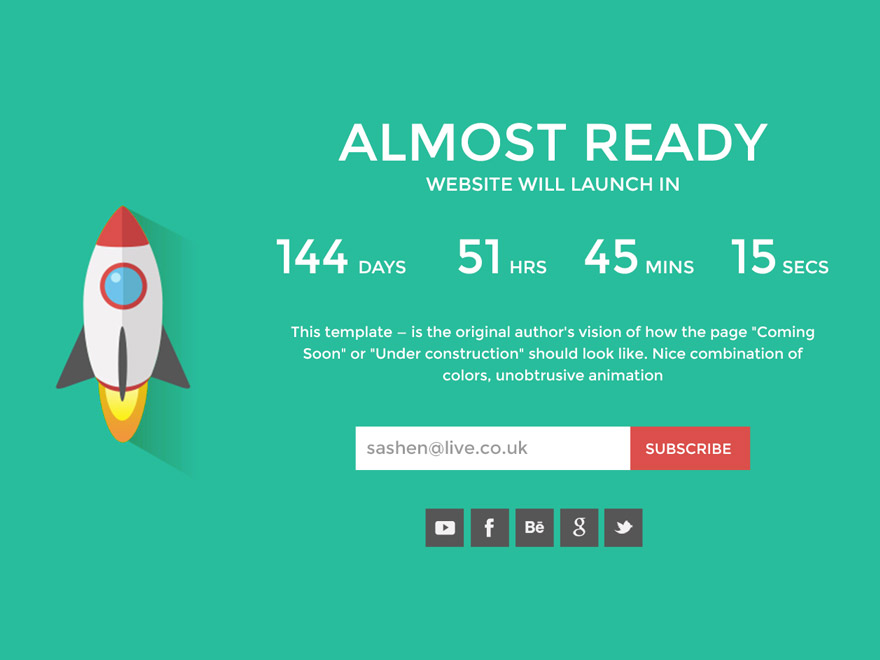 ALMOST READY
WEBSITE WILL LAUNCH IN
144 DAYS 51 HRS 45 MINS 15 SECS
This template – is the original author's vision of how the page "Coming
Soon" or "Under construction" should look like. Nice combination of
colors, unobtrusive animation
sashen@live.co.uk SUBSCRIBE
f Bē g